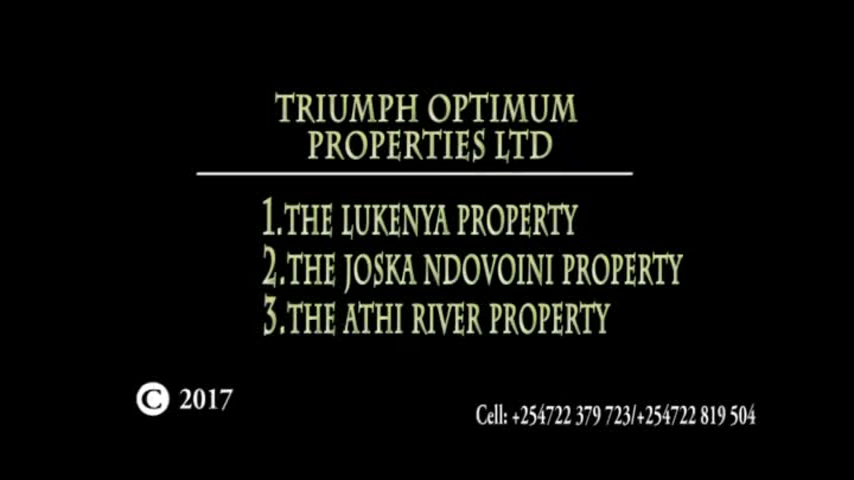 TRIUMPH OPTIMUM
PROPERTIES LTD
1.THE LUKENYA PROPERTY
2.THE JOSKA NDOVOINI PROPERTY
3.THE ATHI RIVER PROPERTY
© 2017
Cell: +254722 379 723/+254722 819 504